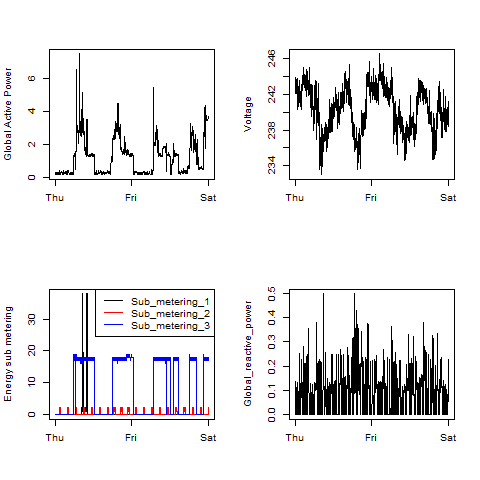 Global Active Power
0 2 4 6
Thu Fri Sat
Voltage
234 238 242 246
Thu Fri Sat
Energy sub metering
0 10 20 30
Sub_metering_1
Sub_metering_2
Sub_metering_3
Thu Fri Sat
Global_reactive_power
0.0 0.1 0.2 0.3 0.4 0.5
Thu Fri Sat